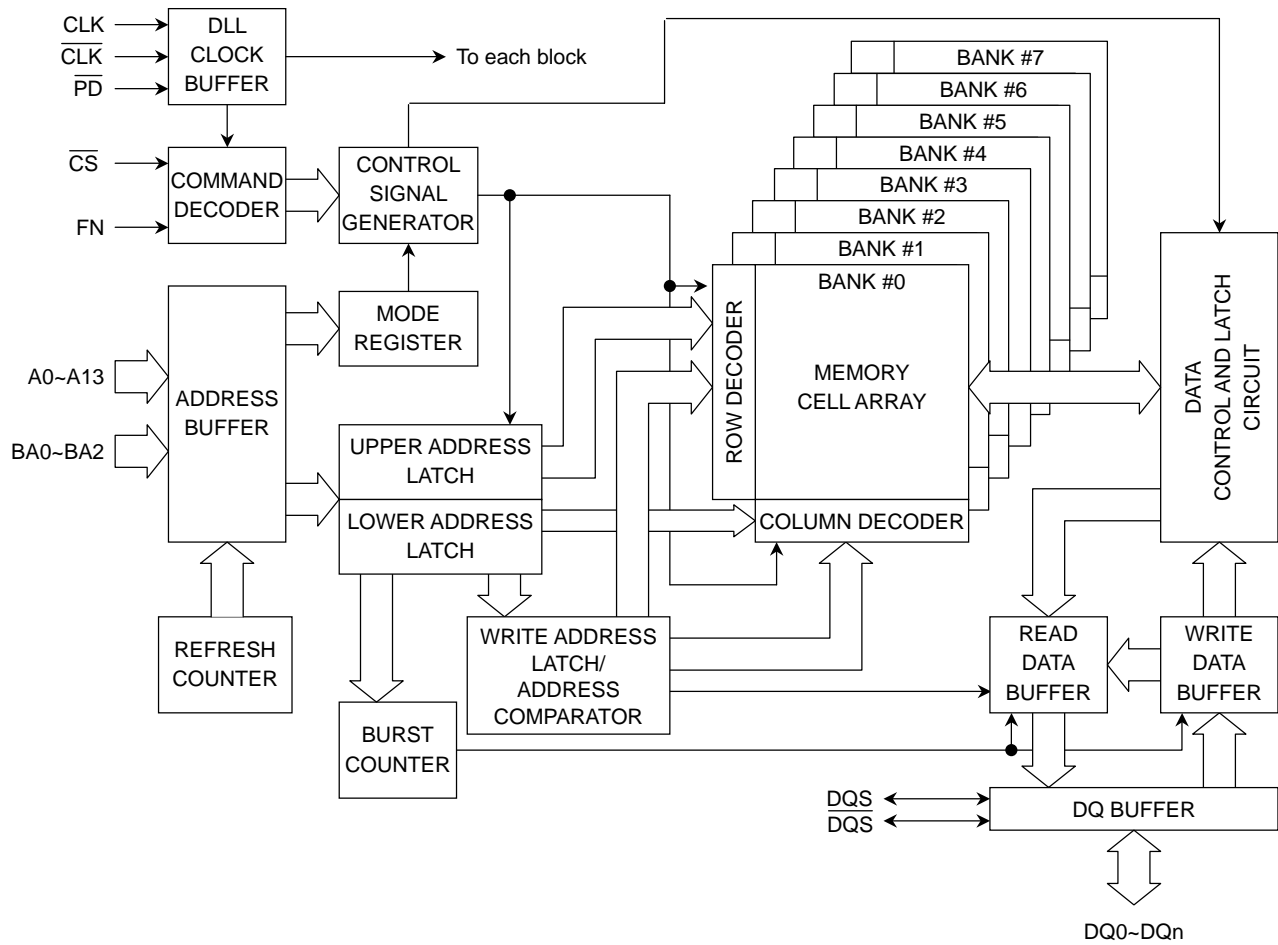 CLK
CLK
PD
DLL
CLOCK
BUFFER
To each block
CS
FN
COMMAND
DECODER
CONTROL
SIGNAL
GENERATOR
BANK #7
BANK #6
BANK #5
BANK #4
BANK #3
BANK #2
BANK #1
BANK #0
MODE
REGISTER
A0~A13
BA0~BA2
ADDRESS
BUFFER
ROW DECODER
MEMORY
CELL ARRAY
DATA
CONTROL AND LATCH
CIRCUIT
UPPER ADDRESS
LATCH
LOWER ADDRESS
LATCH
COLUMN DECODER
REFRESH
COUNTER
WRITE ADDRESS
LATCH/
ADDRESS
COMPARATOR
READ
DATA
BUFFER
WRITE
DATA
BUFFER
BURST
COUNTER
DQS
DQS
DQ BUFFER
DQ0~DQn